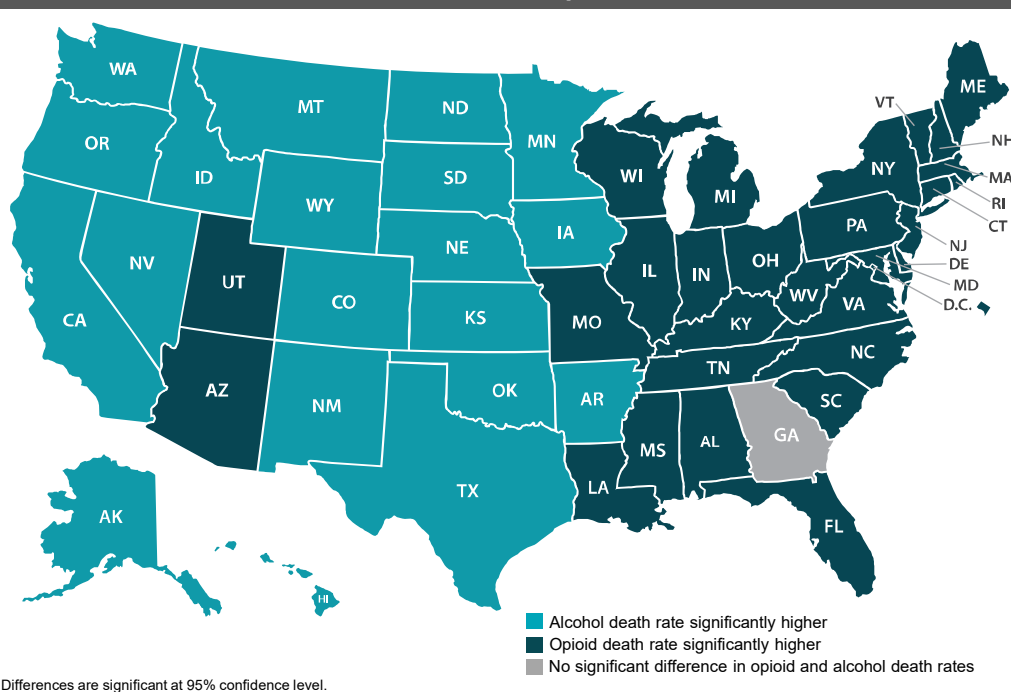 WA
MT
ND
MN
OR
ID
SD
WY
WI
MI
NY
VT
ME
NH
MA
RI
CT
NE
IA
PA
NJ
DE
MD
D.C.
NV
UT
CO
KS
CA
IL
IN
OH
WV
VA
MO
KY
NC
TN
AZ
NM
OK
AR
SC
MS
AL
GA
TX
LA
FL
AK
HI
Alcohol death rate significantly higher
Opioid death rate significantly higher
No significant difference in opioid and alcohol death rates
Differences are significant at 95% confidence level.